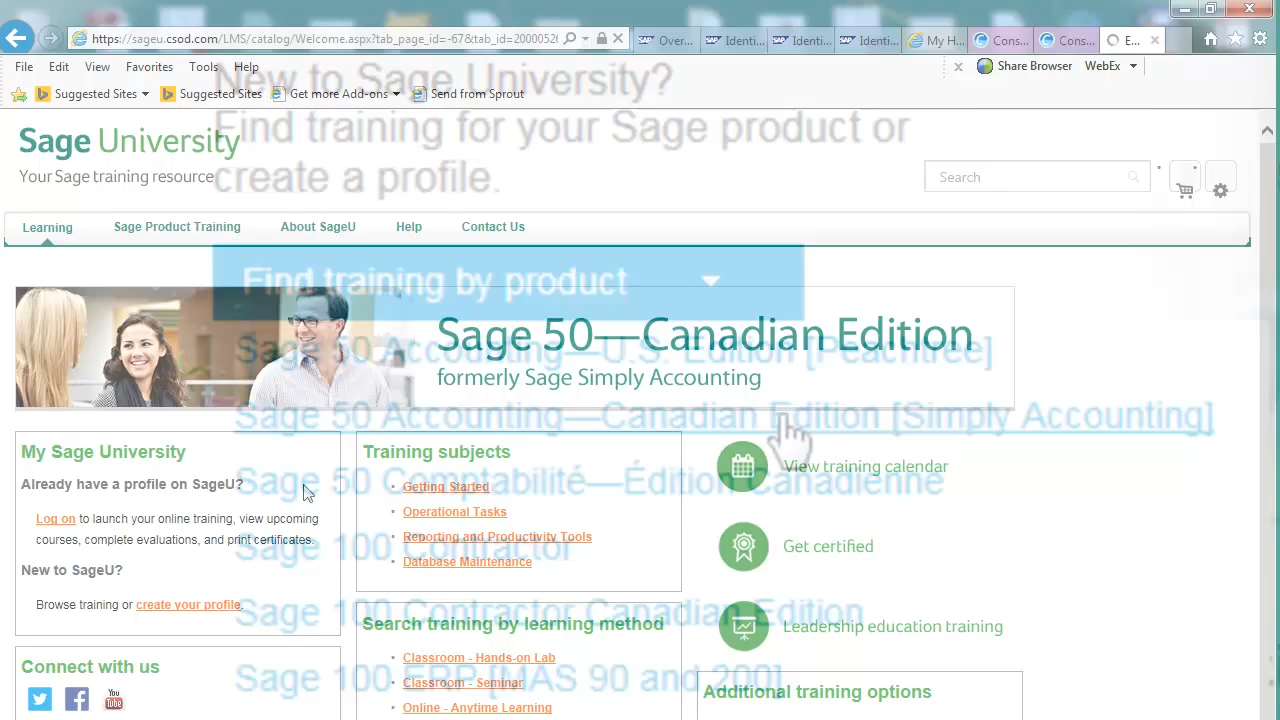 https://sageu.csod.com/LMS/catalog/Welcome.aspx?tab_page_id=-67&tab_id=20000526
Over...
Identi...
Identi...
Identi...
My H...
Cons...
Cons...
E...
File Edit View Favorites Tools Help
Share Browser WebEx
Suggested Sites
Suggested Sites
Get more Add-ons
Send from Sprout
New to Sage University?
Find training for your Sage product or
create a profile.
Sage University
Your Sage training resource
Search
Learning Sage Product Training About SageU Help Contact Us
Find training by product
Sage 50—Canadian Edition
formerly Sage Simply Accounting
Sage 50 Accounting—U.S. Edition [Peachtree]
Sage 50 Accounting—Canadian Edition [Simply Accounting]
Sage 50 Comptabilité—Édition Canadienne
Sage 100 Contractor
Sage 100 Contractor Canadian Edition
Sage 100 ERP [MAS 90 and 200]
My Sage University
Already have a profile on SageU?
Log on to launch your online training, view upcoming
courses, complete evaluations, and print certificates.
New to SageU?
Browse training or create your profile.
Connect with us
You
Tube
Training subjects
Getting Started
Operational Tasks
Reporting and Productivity Tools
Database Maintenance
Search training by learning method
Classroom - Hands-on Lab
Classroom - Seminar
Online - Anytime Learning
View training calendar
Get certified
Leadership education training
Additional training options